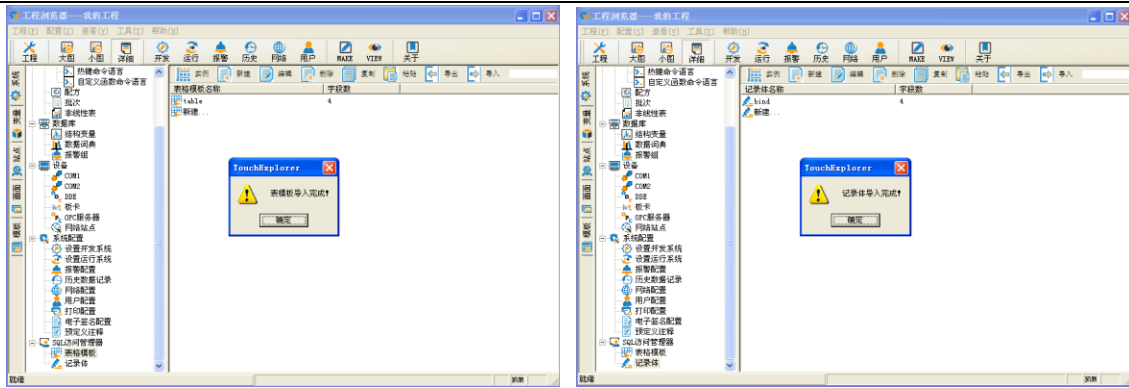 工程浏览器---我的工程
工程[F] 配置[S] 查看[V] 工具[T] 帮助[H]
工程 大图 小图 详细 开发 运行 报警 历史 网络 用户 MAKE VIEW 关于
系统
变量
站点
画面
模板
热键命令语言
自定义函数命令语言
配方
批次
非线性表
数据库
结构变量
数据词典
报警组
设备
COM1
COM2
DDE
板卡
OPC服务器
网络站点
系统配置
设置开发系统
设置运行系统
报警配置
历史数据记录
网络配置
用户配置
打印配置
电子签名配置
预定义注释
SQL访问管理器
表格模板
记录体
实例 新建 编辑 删除 复制 粘贴 导出 导入
表格模板名称 字段数
table 4
新建...
TouchExplorer
表模板导入完成!
确定
就绪
工程浏览器---我的工程
工程[F] 配置[S] 查看[V] 工具[T] 帮助[H]
工程 大图 小图 详细 开发 运行 报警 历史 网络 用户 MAKE VIEW 关于
系统
变量
站点
画面
模板
热键命令语言
自定义函数命令语言
配方
批次
非线性表
数据库
结构变量
数据词典
报警组
设备
COM1
COM2
DDE
板卡
OPC服务器
网络站点
系统配置
设置开发系统
设置运行系统
报警配置
历史数据记录
网络配置
用户配置
打印配置
电子签名配置
预定义注释
SQL访问管理器
表格模板
记录体
实例 新建 编辑 删除 复制 粘贴 导出 导入
记录体名称 字段数
bind 4
新建...
TouchExplorer
记录体导入完成!
确定
就绪